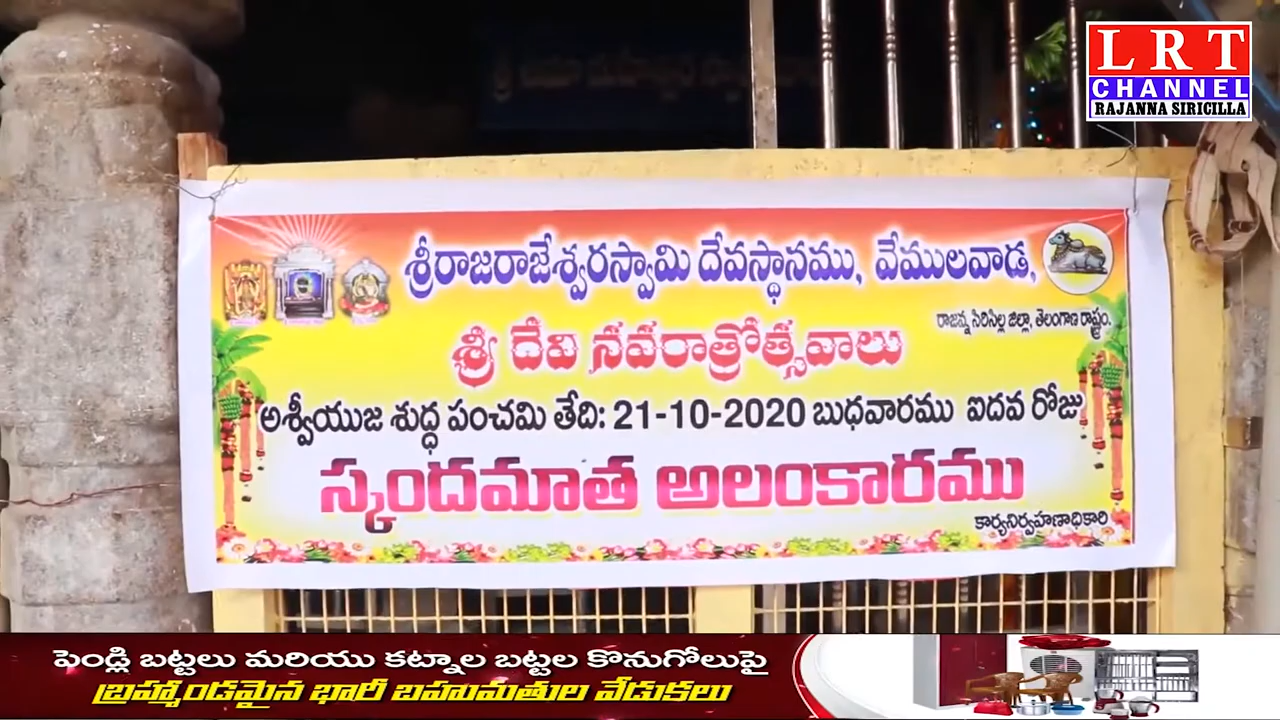 LRT
CHANNEL
RAJANNA SIRICILLA
శ్రీరాజరాజేశ్వరస్వామి దేవస్థానము, వేములవాడ,
రాజన్న సిరిసిల్ల జిల్లా, తెలంగాణ రాష్ట్రం.
శ్రీ దేవి నవరాత్రోత్సవాలు
అశ్వీయుజ శుద్ధ పంచమి తేది: 21-10-2020 బుధవారము ఐదవ రోజు
స్కందమాత అలంకారము
కార్యనిర్వహణాధికారి
పెండ్లి బట్టలు మరియు కట్నాల బట్టల కొనుగోలుపై
బ్రహ్మాండమైన భారీ బహుమతుల వేడుకలు